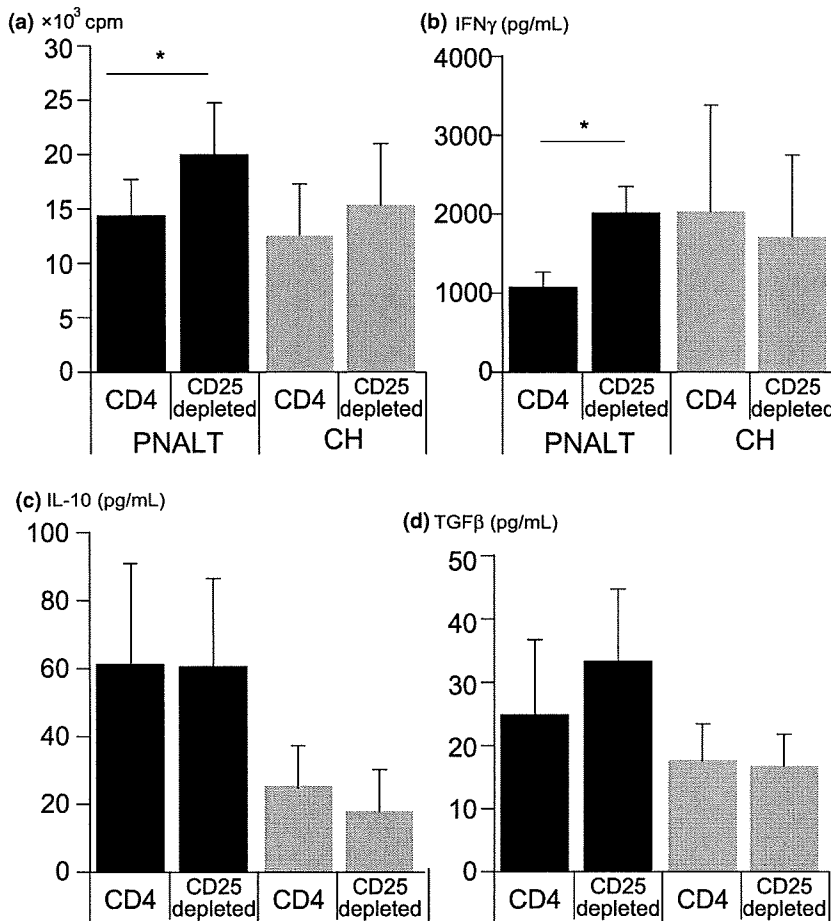 (a) ×10³ cpm
30
25
20
15
10
5
0
*
CD4
CD25 depleted
CD4
CD25 depleted
PNALT
CH
(b) IFNγ (pg/mL)
4000
3000
2000
1000
0
*
CD4
CD25 depleted
CD4
CD25 depleted
PNALT
CH
(c) IL-10 (pg/mL)
100
80
60
40
20
0
CD4
CD25 depleted
CD4
CD25 depleted
(d) TGFβ (pg/mL)
50
40
30
20
10
0
CD4
CD25 depleted
CD4
CD25 depleted